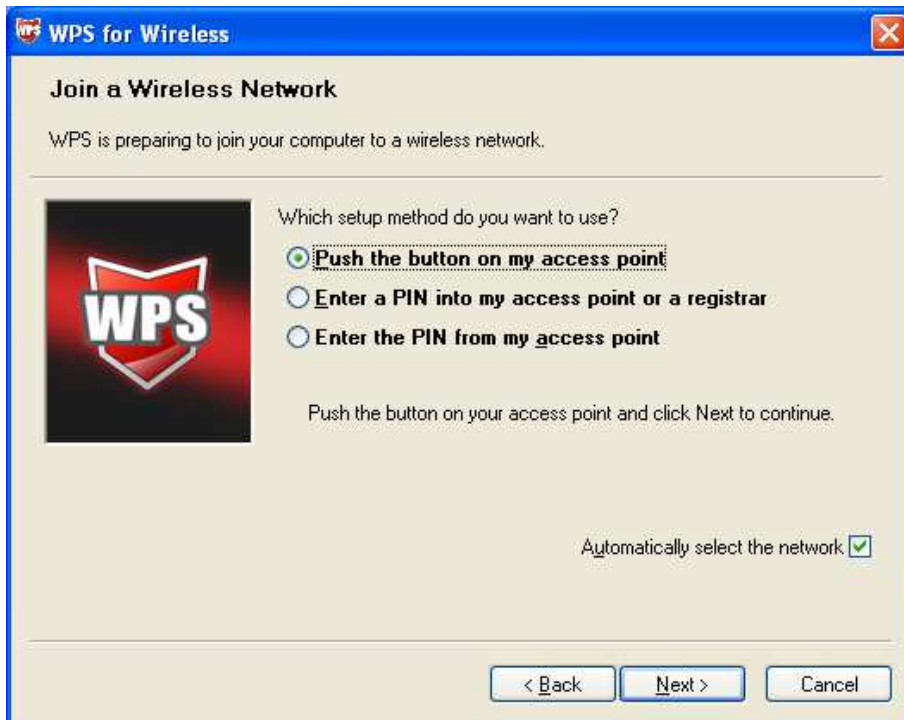 WPS for Wireless
Join a Wireless Network
WPS is preparing to join your computer to a wireless network.
WPS
Which setup method do you want to use?
Push the button on my access point
Enter a PIN into my access point or a registrar
Enter the PIN from my access point
Push the button on your access point and click Next to continue.
Automatically select the network
< Back
Next >
Cancel